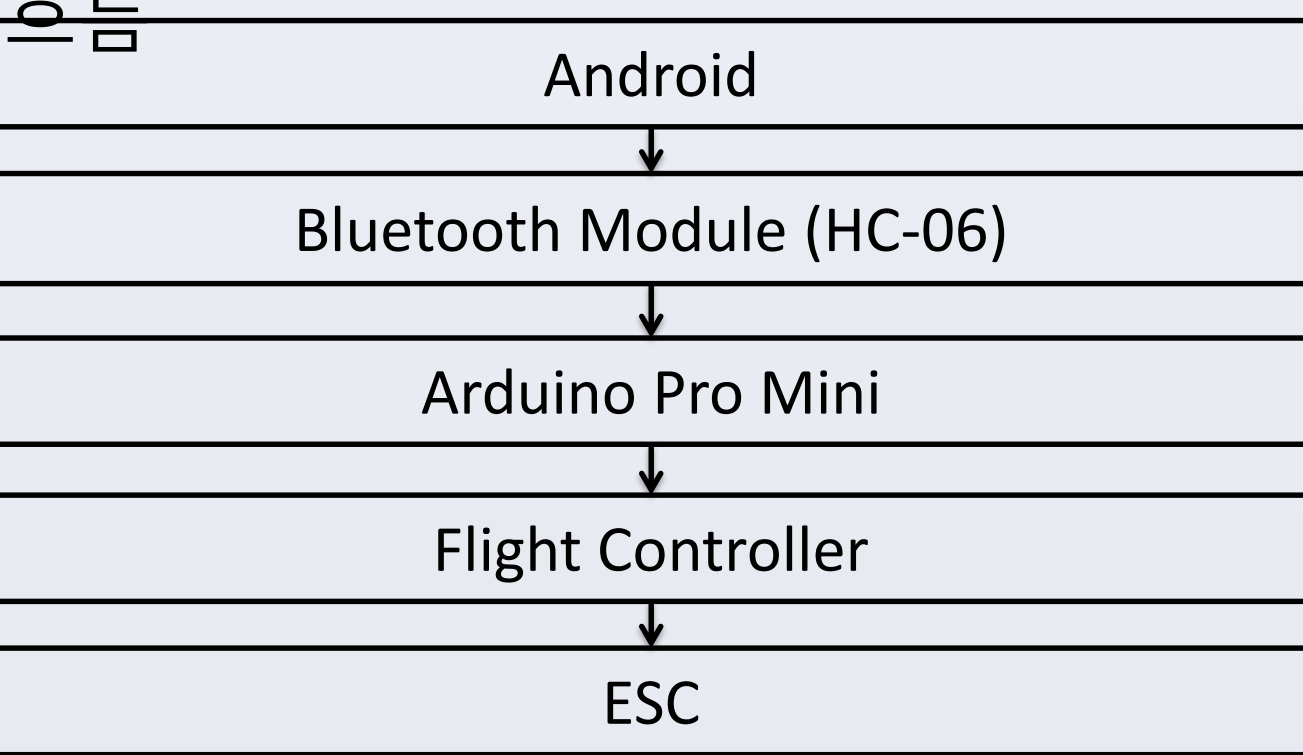 Android
Bluetooth Module (HC-06)
Arduino Pro Mini
Flight Controller
ESC